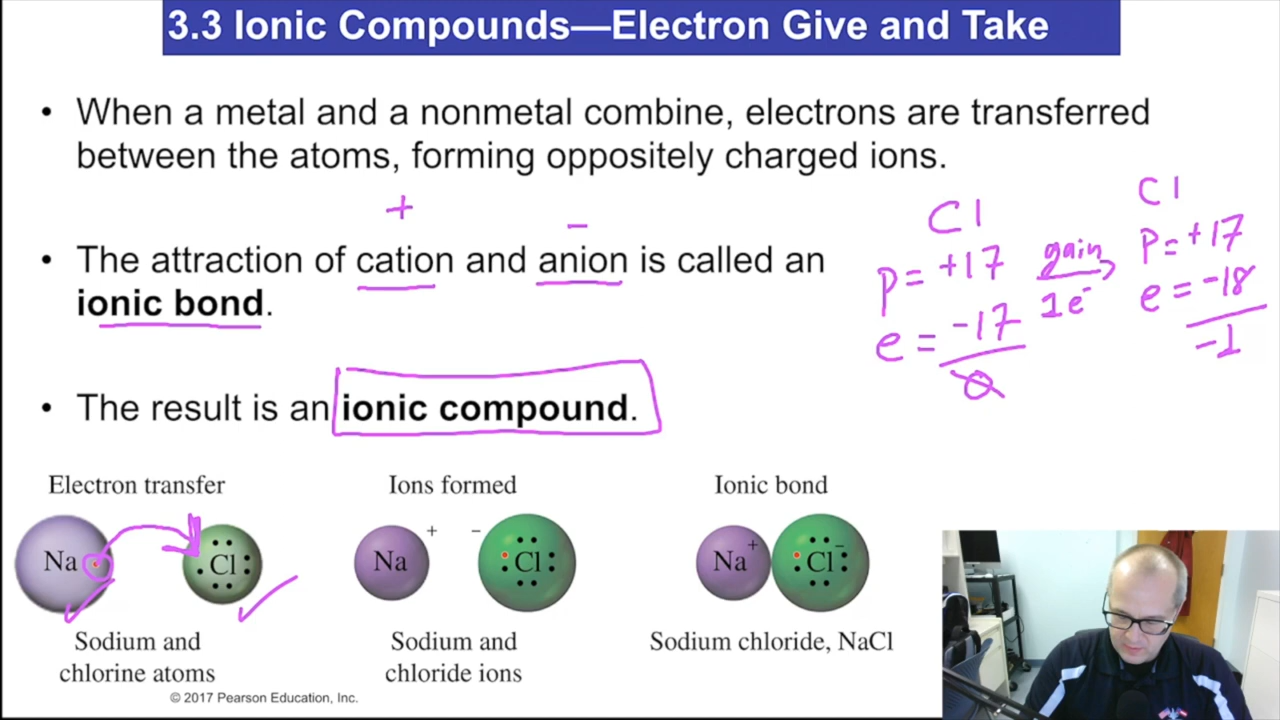 3.3 Ionic Compounds—Electron Give and Take
• When a metal and a nonmetal combine, electrons are transferred
between the atoms, forming oppositely charged ions.
+
−
• The attraction of cation and anion is called an
ionic bond.
• The result is an ionic compound.
Cl
p = +17
e = -17
0
gain
1e⁻
Cl
p = +17
e = -18
-1
Electron transfer
Na
Cl
Sodium and
chlorine atoms
Ions formed
Na +
− Cl
Sodium and
chloride ions
Ionic bond
Na +
Cl −
Sodium chloride, NaCl
© 2017 Pearson Education, Inc.